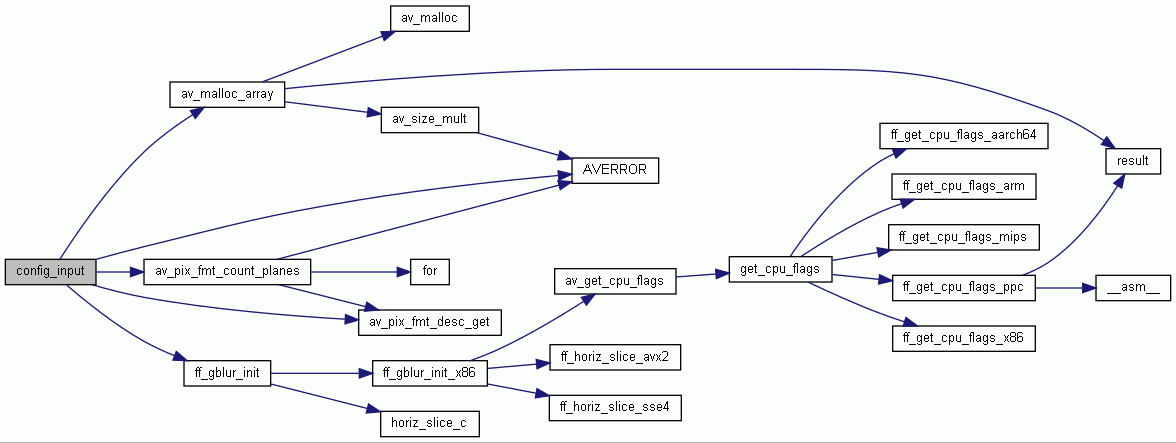 av_malloc
av_malloc_array
av_size_mult
ff_get_cpu_flags_aarch64
result
AVERROR
ff_get_cpu_flags_arm
ff_get_cpu_flags_mips
config_input
av_pix_fmt_count_planes
for
av_get_cpu_flags
get_cpu_flags
ff_get_cpu_flags_ppc
__asm__
av_pix_fmt_desc_get
ff_get_cpu_flags_x86
ff_horiz_slice_avx2
ff_gblur_init
ff_gblur_init_x86
ff_horiz_slice_sse4
horiz_slice_c